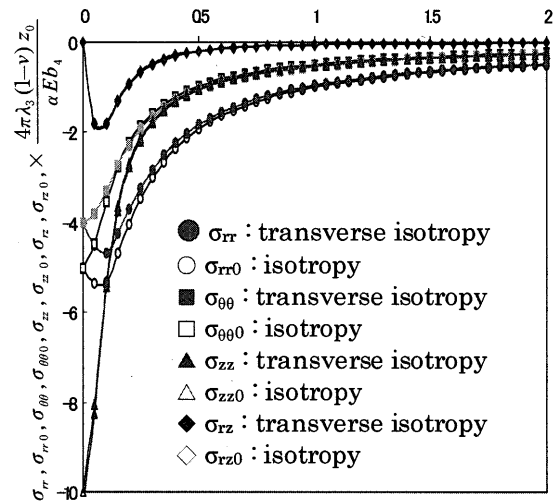 0 05 1 1.5 2
0
-2
-4
-6
-8
-10
σrr, σrr0, σθθ, σθθ0, σzz, σzz0, σrz, σrz0, × 4πλ3(1−ν)z0 / αEb4
● σrr : transverse isotropy
○ σrr0 : isotropy
■ σθθ : transverse isotropy
□ σθθ0 : isotropy
▲ σzz : transverse isotropy
△ σzz0 : isotropy
◆ σrz : transverse isotropy
◇ σrz0 : isotropy